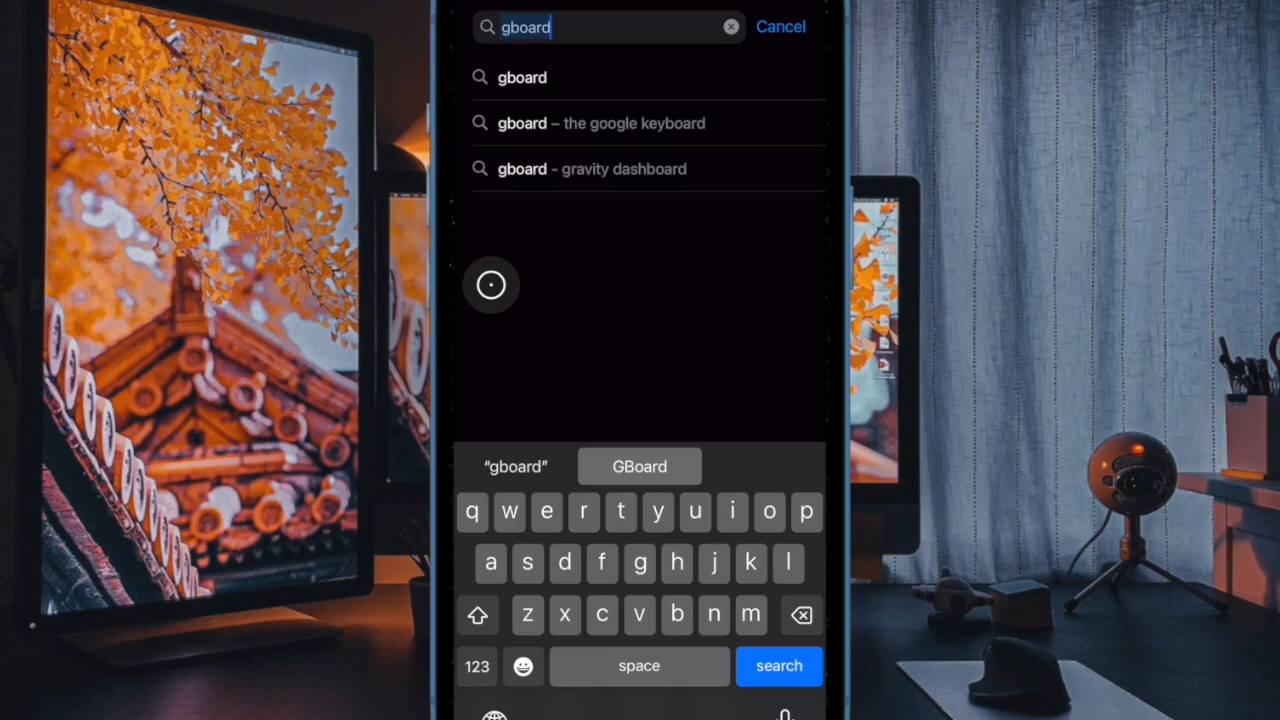 gboard Cancel
gboard
gboard – the google keyboard
gboard - gravity dashboard
“gboard” GBoard
q w e r t y u i o p
a s d f g h j k l
z x c v b n m
123 space search